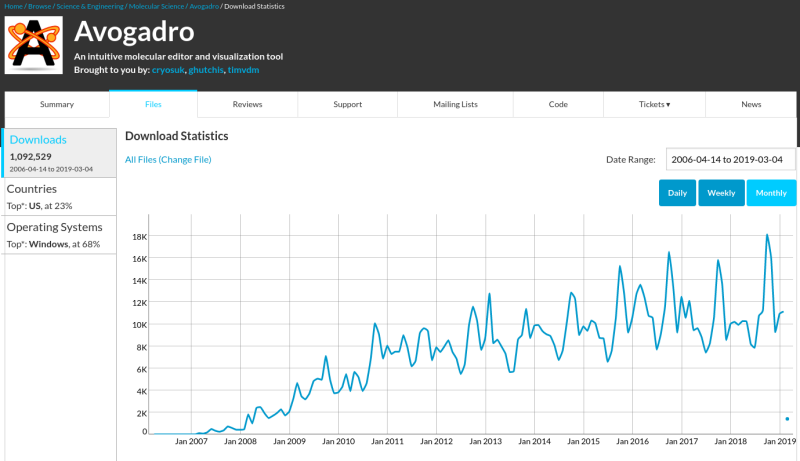 Home / Browse / Science & Engineering / Molecular Science / Avogadro / Download Statistics
Avogadro
An intuitive molecular editor and visualization tool
Brought to you by: cryosuk, ghutchis, timvdm
Summary
Files
Reviews
Support
Mailing Lists
Code
Tickets ▾
News
Downloads
1,092,529
2006-04-14 to 2019-03-04
Countries
Top*: US, at 23%
Operating Systems
Top*: Windows, at 68%
Download Statistics
All Files (Change File)
Date Range: 2006-04-14 to 2019-03-04
Daily
Weekly
Monthly
18K
16K
14K
12K
10K
8K
6K
4K
2K
0
Jan 2007
Jan 2008
Jan 2009
Jan 2010
Jan 2011
Jan 2012
Jan 2013
Jan 2014
Jan 2015
Jan 2016
Jan 2017
Jan 2018
Jan 2019